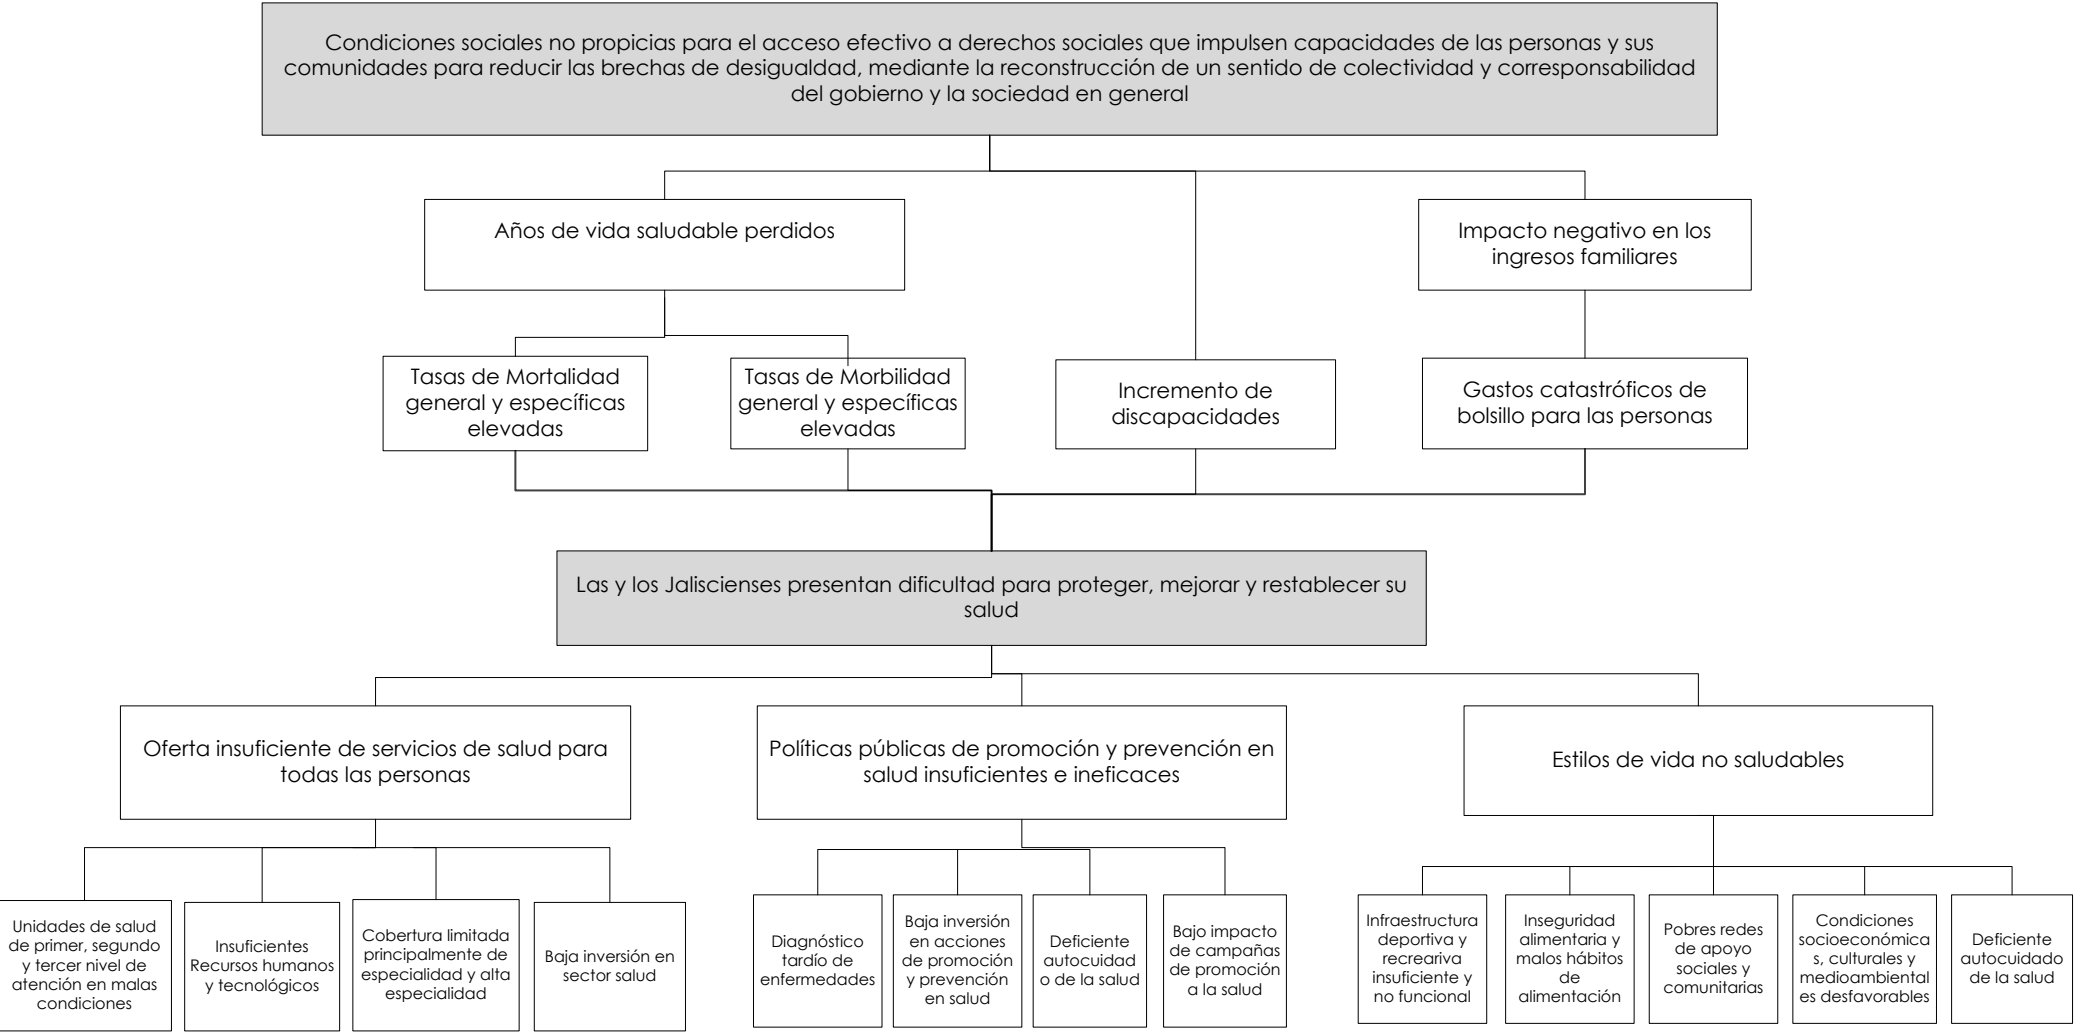 Condiciones sociales no propicias para el acceso efectivo a derechos sociales que impulsen capacidades de las personas y sus
comunidades para reducir las brechas de desigualdad, mediante la reconstrucción de un sentido de colectividad y corresponsabilidad
del gobierno y la sociedad en general
Años de vida saludable perdidos
Impacto negativo en los
ingresos familiares
Tasas de Mortalidad
general y específicas
elevadas
Tasas de Morbilidad
general y específicas
elevadas
Incremento de
discapacidades
Gastos catastróficos de
bolsillo para las personas
Las y los Jaliscienses presentan dificultad para proteger, mejorar y restablecer su
salud
Oferta insuficiente de servicios de salud para
todas las personas
Políticas públicas de promoción y prevención en
salud insuficientes e ineficaces
Estilos de vida no saludables
Unidades de salud
de primer, segundo
y tercer nivel de
atención en malas
condiciones
Insuficientes
Recursos humanos
y tecnológicos
Cobertura limitada
principalmente de
especialidad y alta
especialidad
Baja inversión en
sector salud
Diagnóstico
tardío de
enfermedades
Baja inversión
en acciones
de promoción
y prevención
en salud
Deficiente
autocuidad
o de la salud
Bajo impacto
de campañas
de promoción
a la salud
Infraestructura
deportiva y
recreariva
insuficiente y
no funcional
Inseguridad
alimentaria y
malos hábitos
de
alimentación
Pobres redes
de apoyo
sociales y
comunitarias
Condiciones
socioeconómica
s, culturales y
medioambiental
es desfavorables
Deficiente
autocuidado
de la salud